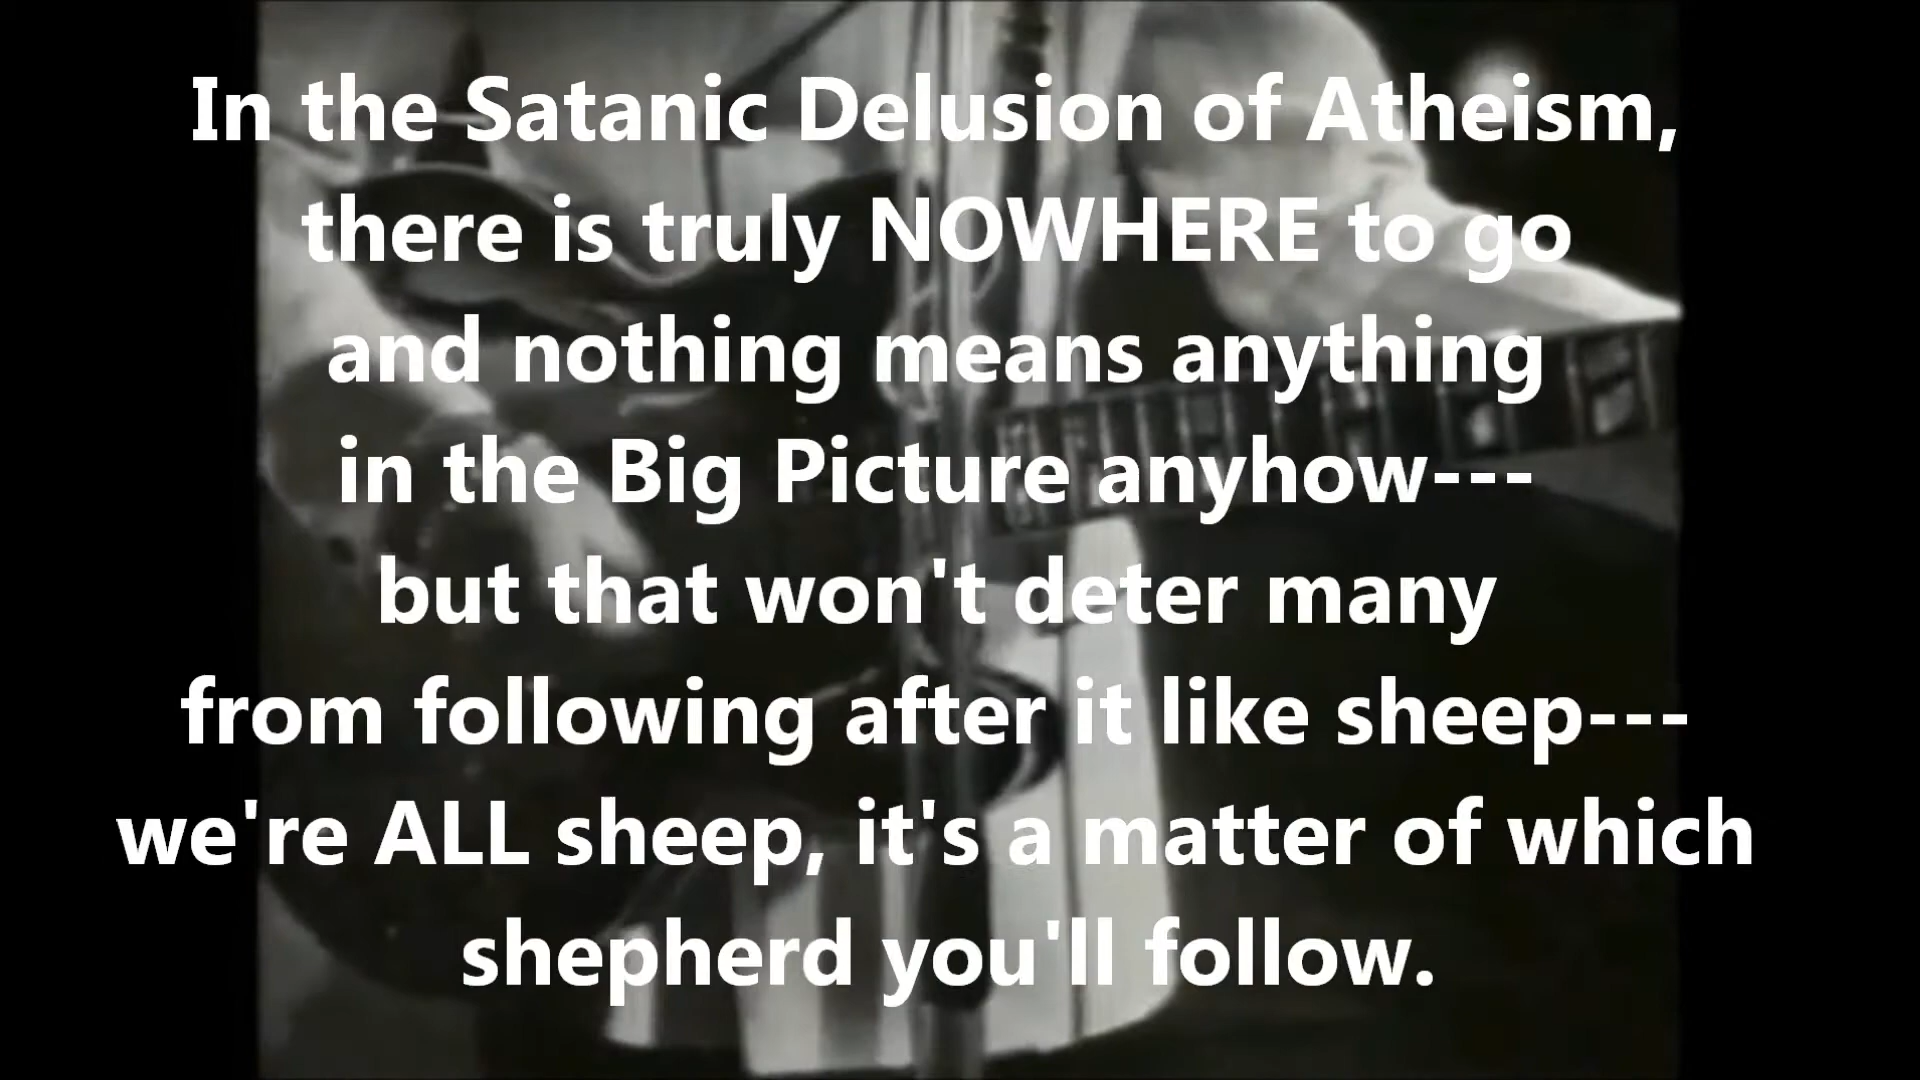 In the Satanic Delusion of Atheism,
there is truly NOWHERE to go
and nothing means anything
in the Big Picture anyhow---
but that won't deter many
from following after it like sheep---
we're ALL sheep, it's a matter of which
shepherd you'll follow.